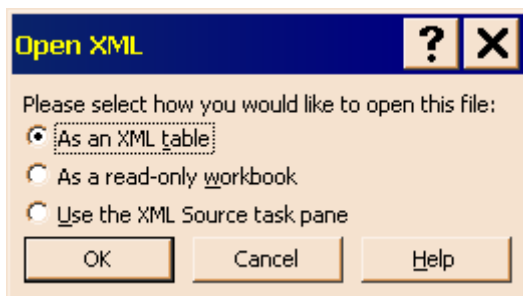 Open XML
Please select how you would like to open this file:
As an XML table
As a read-only workbook
Use the XML Source task pane
OK Cancel Help